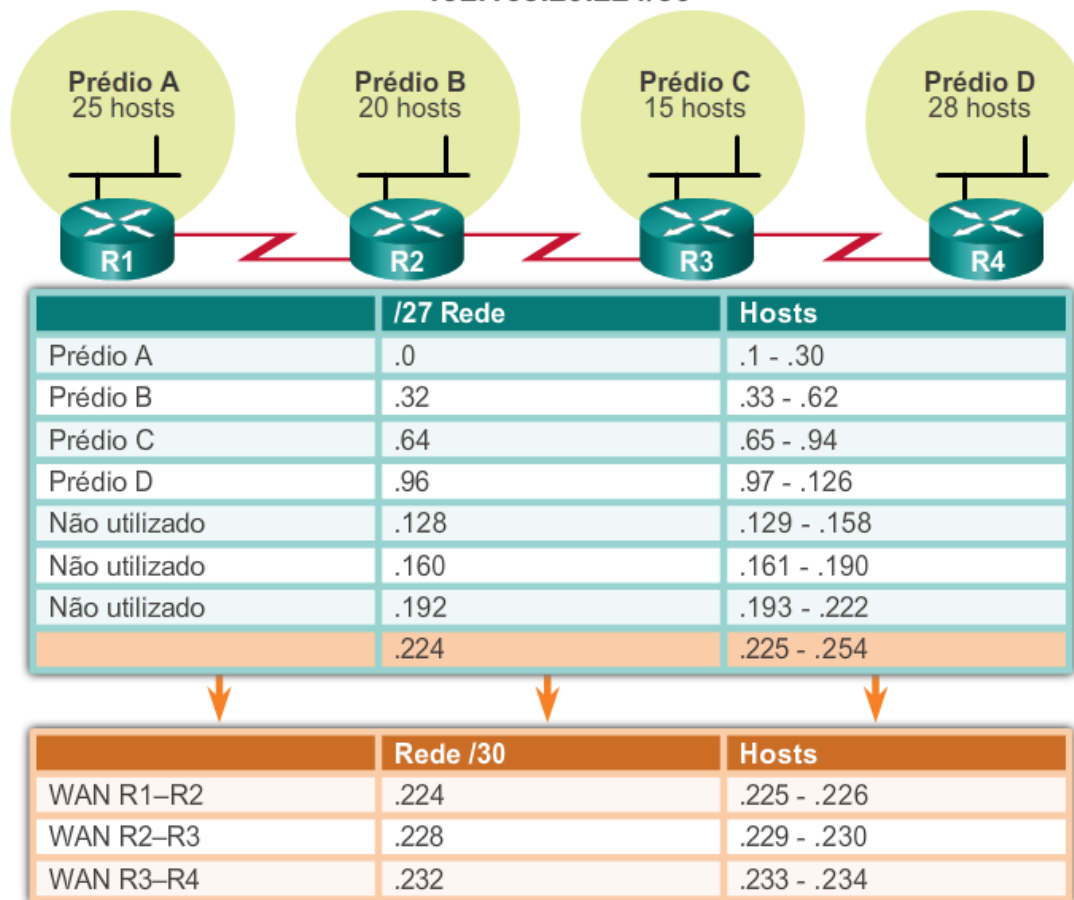 Prédio A
25 hosts
Prédio B
20 hosts
Prédio C
15 hosts
Prédio D
28 hosts
R1
R2
R3
R4
/27 Rede Hosts
Prédio A .0 .1 - .30
Prédio B .32 .33 - .62
Prédio C .64 .65 - .94
Prédio D .96 .97 - .126
Não utilizado .128 .129 - .158
Não utilizado .160 .161 - .190
Não utilizado .192 .193 - .222
.224 .225 - .254
Rede /30 Hosts
WAN R1–R2 .224 .225 - .226
WAN R2–R3 .228 .229 - .230
WAN R3–R4 .232 .233 - .234